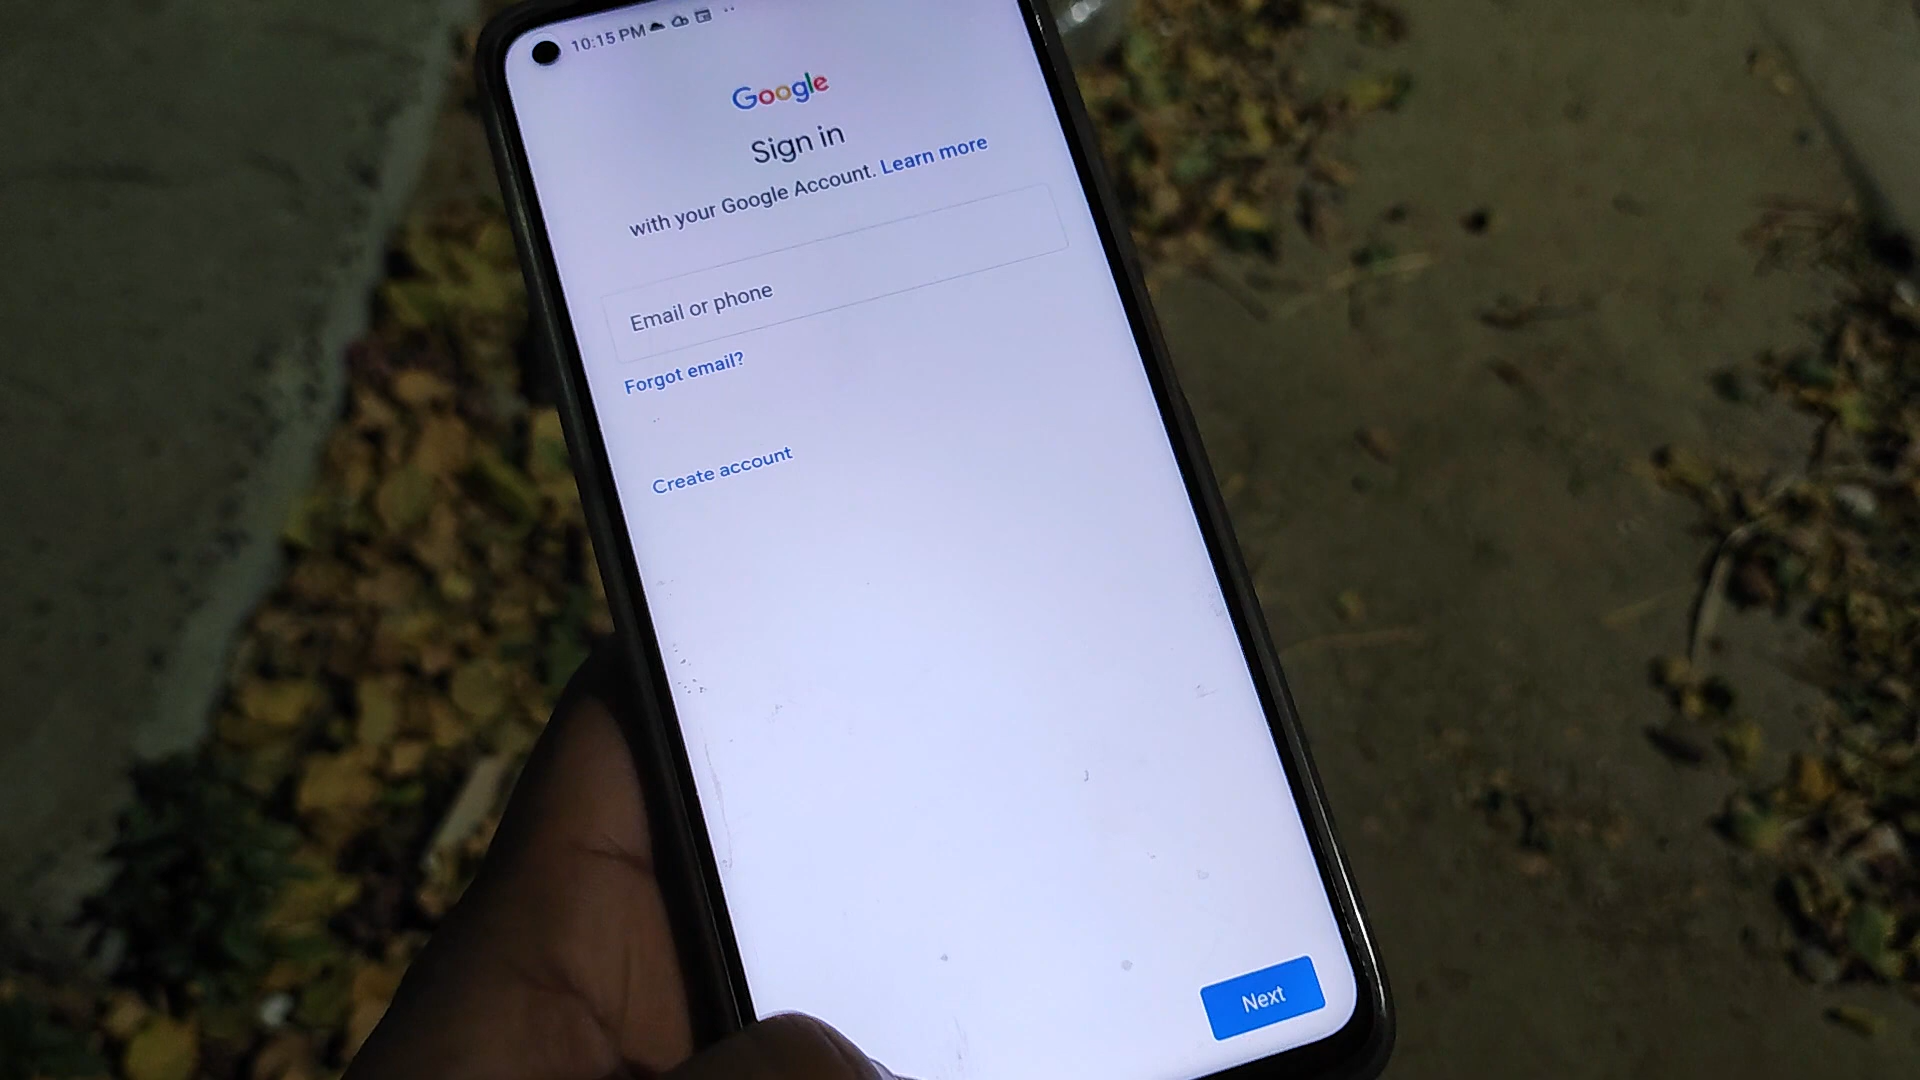 10:15 PM
Google
Sign in
with your Google Account. Learn more
Email or phone
Forgot email?
Create account
Next